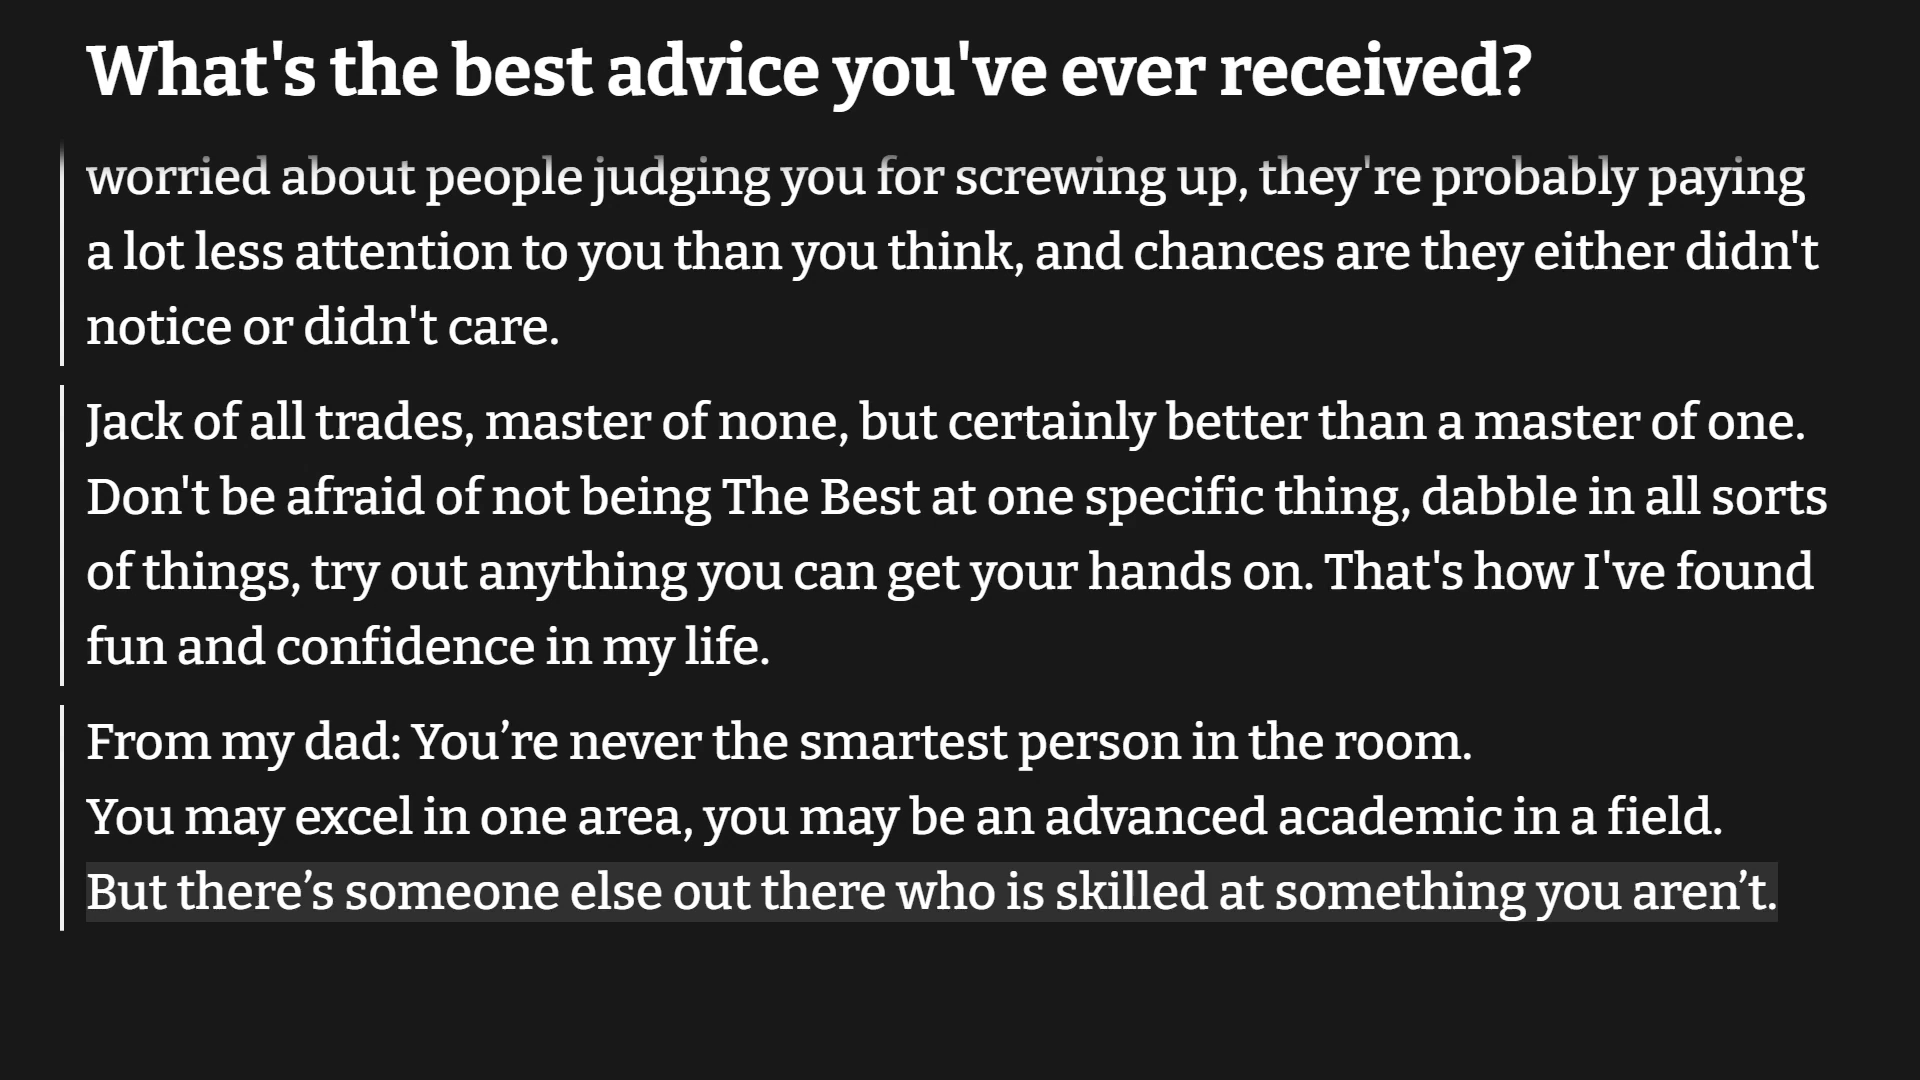 What's the best advice you've ever received?
worried about people judging you for screwing up, they're probably paying
a lot less attention to you than you think, and chances are they either didn't
notice or didn't care.
Jack of all trades, master of none, but certainly better than a master of one.
Don't be afraid of not being The Best at one specific thing, dabble in all sorts
of things, try out anything you can get your hands on. That's how I've found
fun and confidence in my life.
From my dad: You’re never the smartest person in the room.
You may excel in one area, you may be an advanced academic in a field.
But there’s someone else out there who is skilled at something you aren’t.